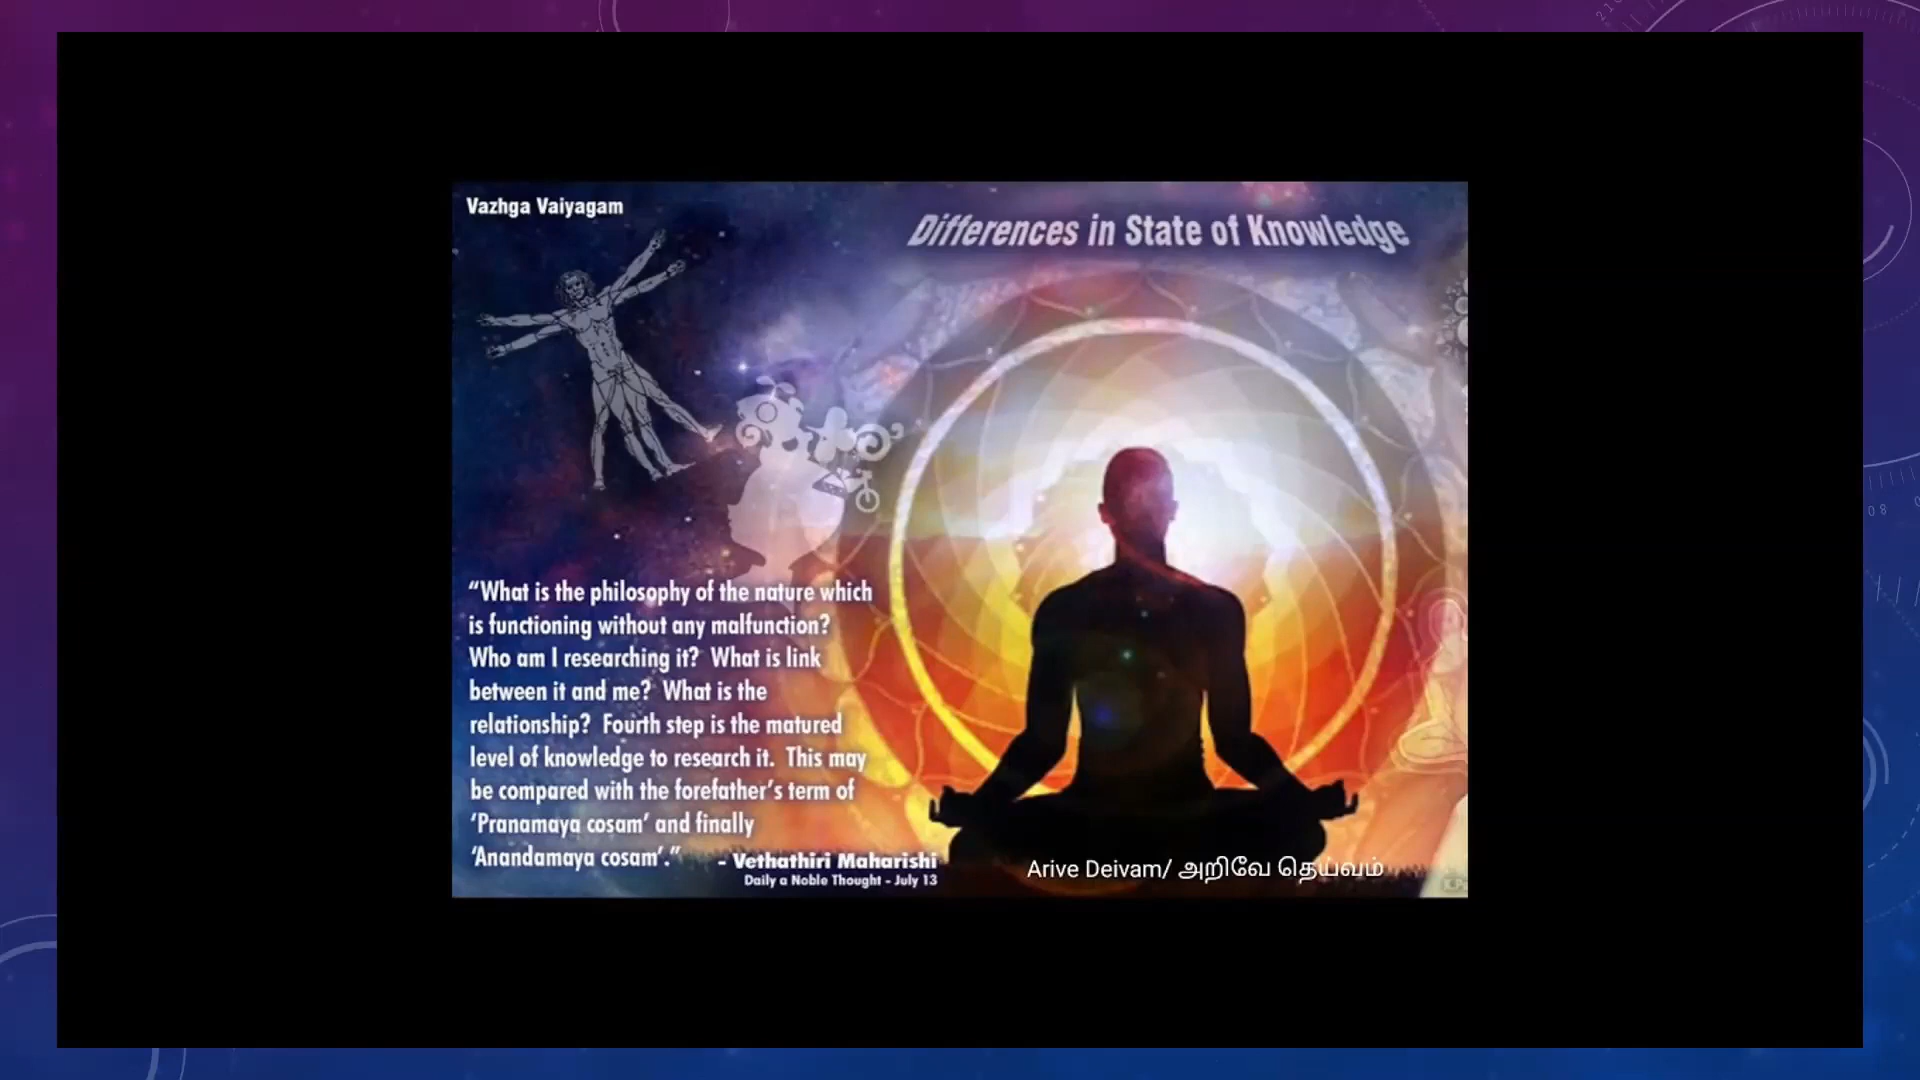 Vazhga Vaiyagam
Differences in State of Knowledge
“What is the philosophy of the nature which
is functioning without any malfunction?
Who am I researching it?  What is link
between it and me?  What is the
relationship?  Fourth step is the matured
level of knowledge to research it.  This may
be compared with the forefather’s term of
‘Pranamaya cosam’ and finally
‘Anandamaya cosam’.”
- Vethathiri Maharishi
Daily a Noble Thought - July 13
Arive Deivam/ அறிவே தெய்வம்
80